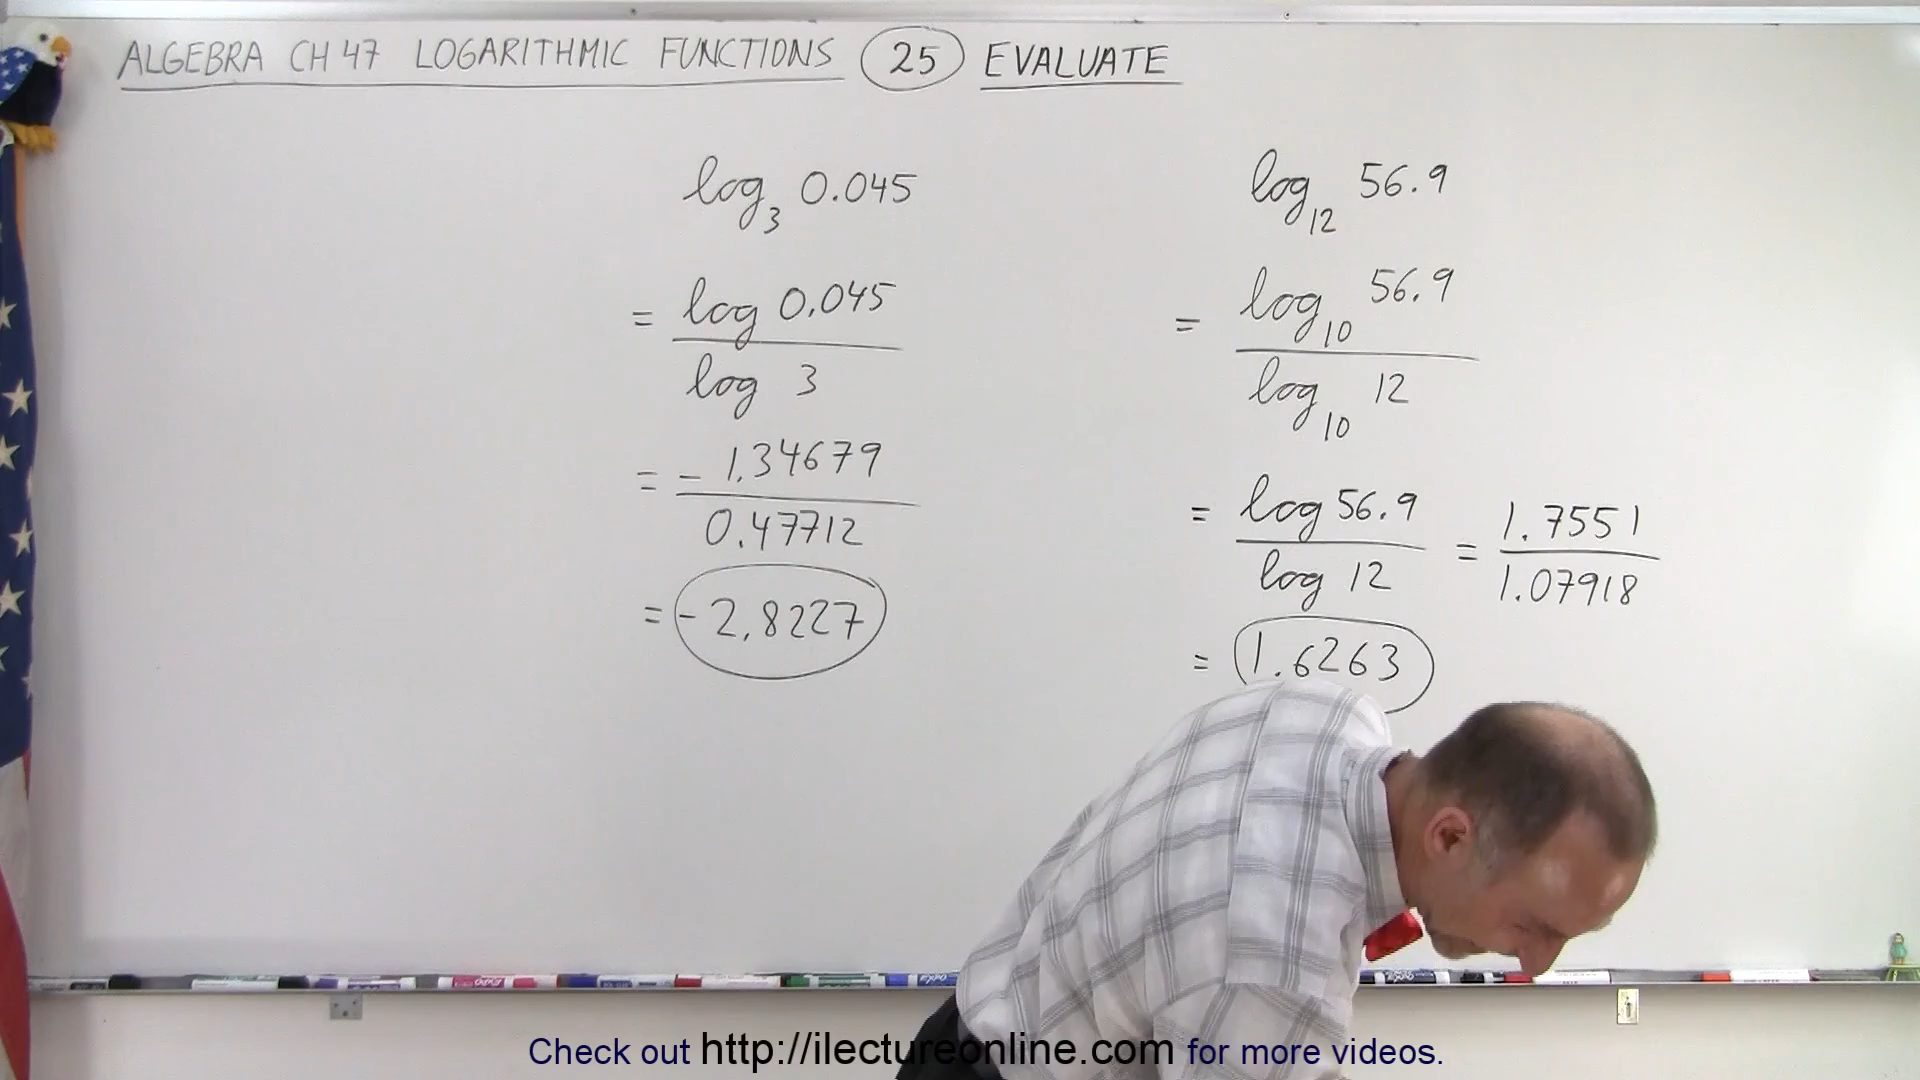 ALGEBRA CH 47 LOGARITHMIC FUNCTIONS 25 EVALUATE
log₃ 0.045
= log 0.045
log 3
= - 1.34679
0.47712
= - 2.8227
log₁₂ 56.9
= log₁₀ 56.9
log₁₀ 12
= log 56.9 = 1.7551
log 12 1.07918
= 1.6263
Check out http://ilectureonline.com for more videos.